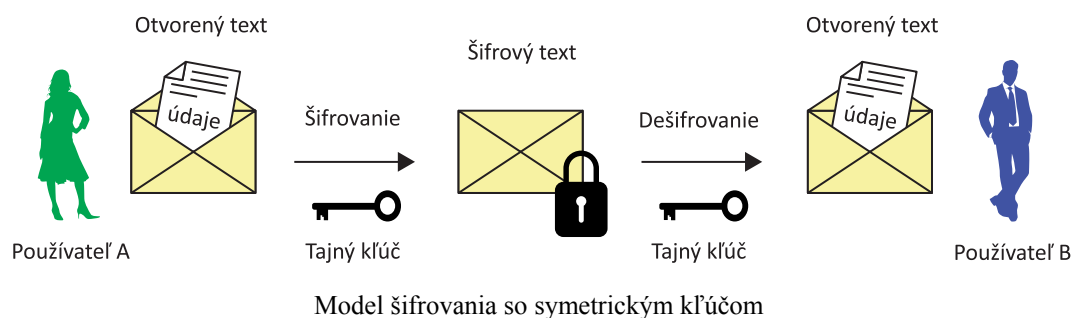 Otvorený text
Šifrový text
Otvorený text
údaje
Šifrovanie
Dešifrovanie
údaje
Používateľ A
Tajný kľúč
Tajný kľúč
Používateľ B
Model šifrovania so symetrickým kľúčom